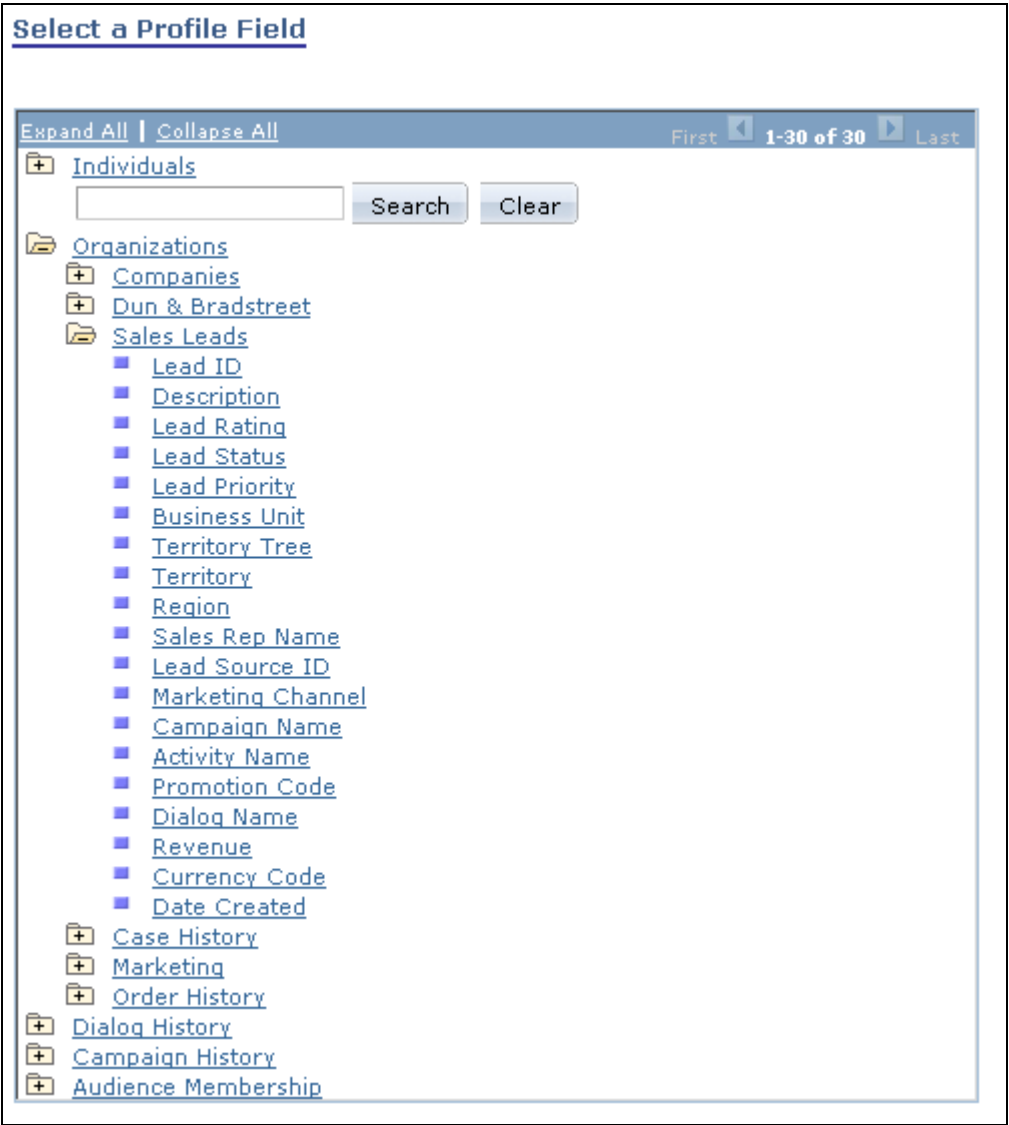 Select a Profile Field
Expand All | Collapse All First 1-30 of 30 Last
Individuals
Search Clear
Organizations
Companies
Dun & Bradstreet
Sales Leads
Lead ID
Description
Lead Rating
Lead Status
Lead Priority
Business Unit
Territory Tree
Territory
Region
Sales Rep Name
Lead Source ID
Marketing Channel
Campaign Name
Activity Name
Promotion Code
Dialog Name
Revenue
Currency Code
Date Created
Case History
Marketing
Order History
Dialog History
Campaign History
Audience Membership